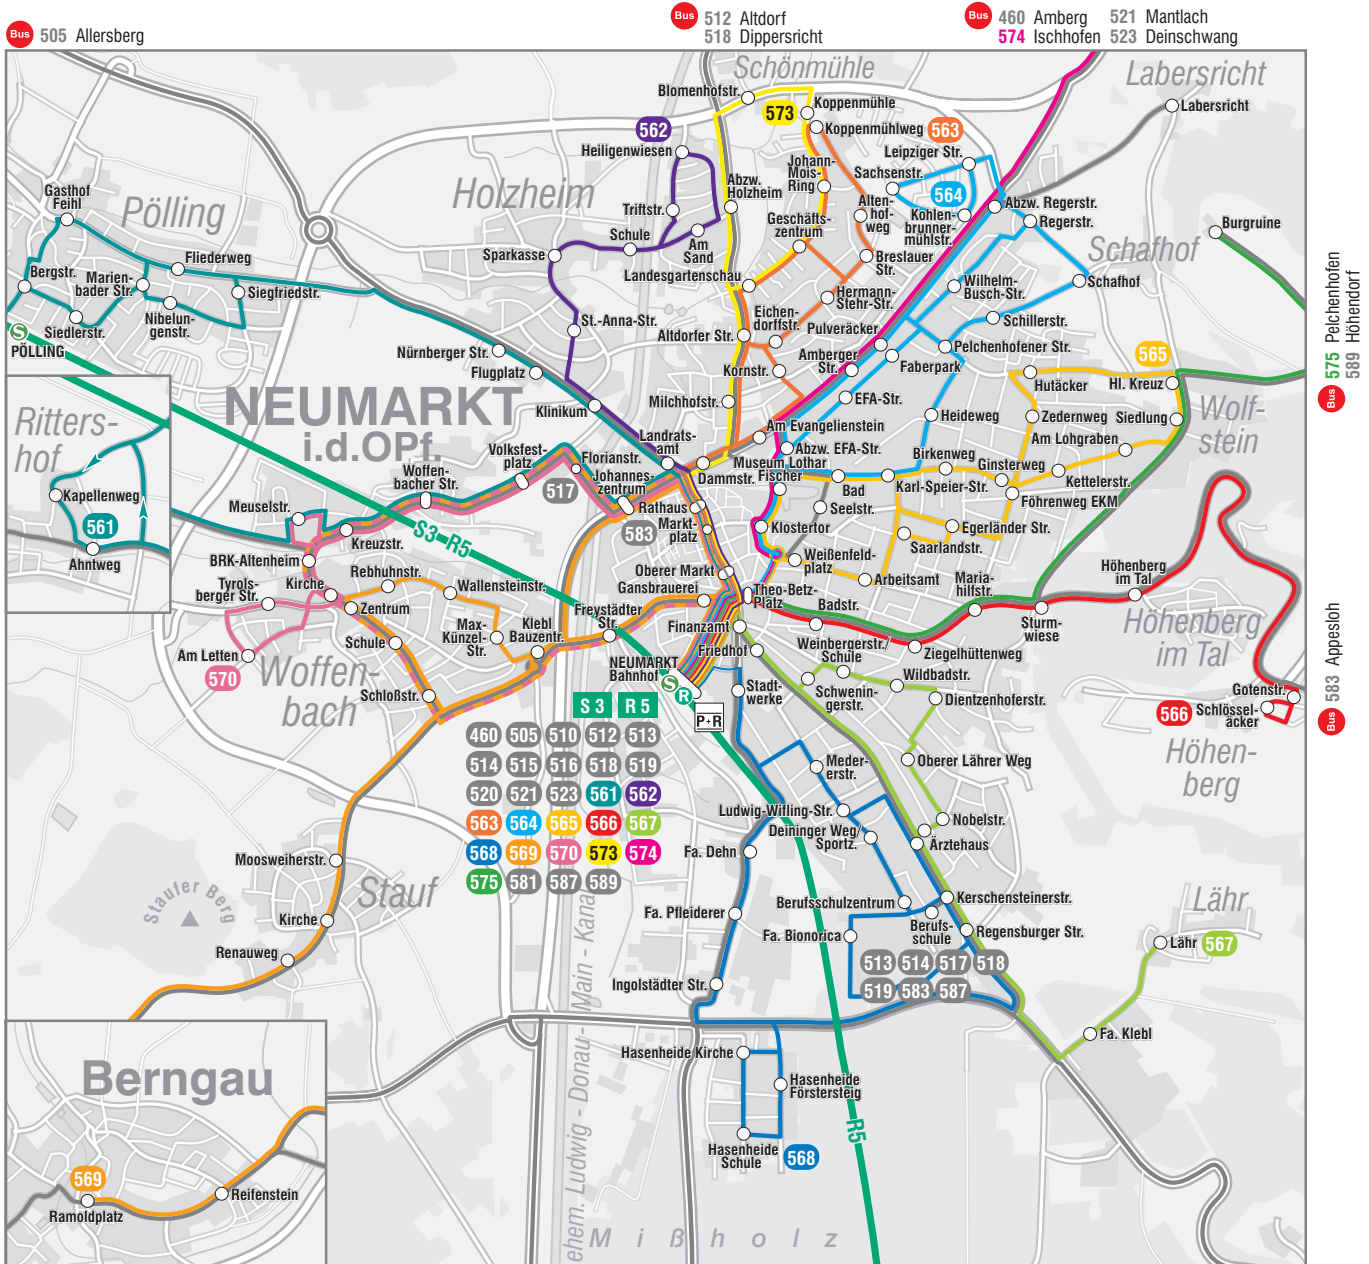 Bus 505 Allersberg
Bus 512 Altdorf
518 Dippersricht
Bus 460 Amberg 521 Mantlach
574 Ischhofen 523 Deinschwang
Schönmühle
Labersricht
Blomenhofstr.
573
Koppenmühle
Labersricht
562
Koppenmühlweg
563
Heiligenwiesen
Leipziger Str.
Johann-
Mois-
Ring
Sachsenstr.
Gasthof
Feihl
Holzheim
Abzw.
Holzheim
564
Pölling
Triftstr.
Alten-
hof-
weg
Kohlen-
brunner-
mühlstr.
Abzw. Regerstr.
Regerstr.
Burgruine
Geschäfts-
zentrum
Schule
Am
Sand
Schafhof
Sparkasse
Fliederweg
Breslauer
Str.
Bergstr.
Marien-
bader Str.
Landesgartenschau
Siegfriedstr.
Hermann-
Stehr-Str.
Wilhelm-
Busch-Str.
Schafhof
Siedlerstr.
Nibelun-
genstr.
St.-Anna-Str.
Eichen-
dorffstr.
Pulveräcker
Schillerstr.
S
PÖLLING
Altdorfer Str.
Nürnberger Str.
Amberger
Str.
Pelchenhofener Str.
565
Faberpark
Flugplatz
Kornstr.
Hutäcker
Hl. Kreuz
575 Pelchenhofen
589 Höhendorf
Bus
NEUMARKT
i.d.OPf.
Ritters-
hof
Klinikum
Milchhofstr.
EFA-Str.
Heideweg
Zedernweg
Siedlung
Wolf-
stein
Am Evangelienstein
Am Lohgraben
Volksfest-
platz
Florianstr.
Landrats-
amt
Abzw. EFA-Str.
Birkenweg
Woffen-
bacher Str.
Johannes-
zentrum
Dammstr.
Museum Lothar
Fischer
Ginsterweg
Kettelerstr.
517
Bad
Karl-Speier-Str.
Föhrenweg EKM
Kapellenweg
561
Meuselstr.
Rathaus
Seelstr.
583
Markt-
platz
Klostertor
Egerländer Str.
Saarlandstr.
Kreuzstr.
S3
R5
Ahntweg
BRK-Altenheim
Oberer Markt
Weißenfeld-
platz
Rebhuhnstr.
Wallensteinstr.
Gansbrauerei
Arbeitsamt
Maria-
hilfstr.
Höhenberg
im Tal
Tyrols-
berger Str.
Kirche
Zentrum
Theo-Betz-
Platz
Badstr.
Freystädter
Str.
Sturm-
wiese
Höhenberg
im Tal
Schule
Max-
Künzel-
Str.
Klebl
Bauzentr.
Finanzamt
Friedhof
Weinbergerstr./
Schule
Ziegelhüttenweg
Am Letten
570
Woffen-
bach
NEUMARKT
Bahnhof
S
R
Stadt-
werke
Schwenin-
gerstr.
Wildbadstr.
Dientzenhoferstr.
Gotenstr.
566
Schlössel-
äcker
583 Appesloh
Bus
Schloßstr.
S 3 R 5
P+R
Höhen-
berg
460 505 510 512 513
514 515 516 518 519
520 521 523 561 562
563 564 565 566 567
568 569 570 573 574
575 581 587 589
Meder-
erstr.
Oberer Lährer Weg
Ludwig-Wifling-Str.
Deininger Weg/
Sportz.
Nobelstr.
Ärztehaus
Moosweiherstr.
Fa. Dehn
Stauf
Staufer Berg
Berufsschulzentrum
Kerschensteinerstr.
Lähr
Kirche
Fa. Pfleiderer
Fa. Bionorica
Berufs-
schule
Regensburger Str.
Lähr
567
Renauweg
513 514 517 518
519 583 587
Ingolstädter Str.
Fa. Klebl
ehem. Ludwig - Donau - Main - Kanal
Hasenheide Kirche
Berngau
Hasenheide
Förstersteig
R5
Hasenheide
Schule
568
569
Reifenstein
Ramoldplatz
Mißholz